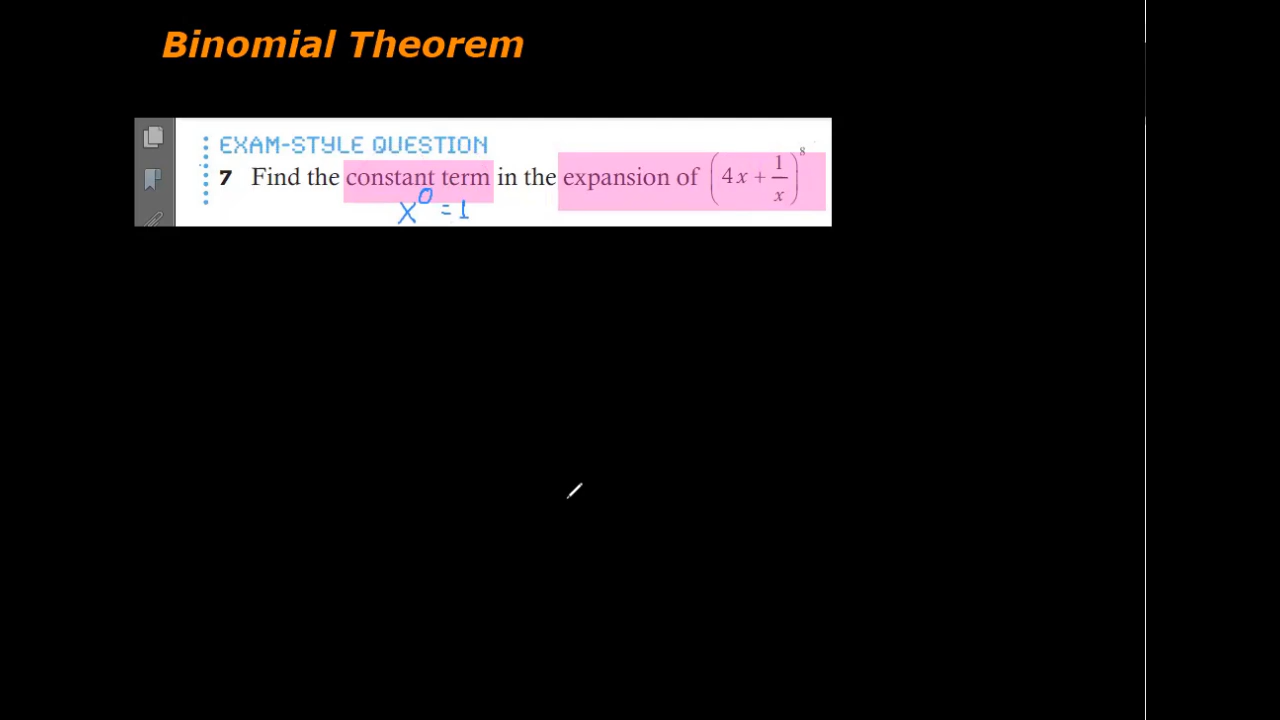 Binomial Theorem
EXAM-STYLE QUESTION
7 Find the constant term in the expansion of (4x + 1/x)^8
x^0 = 1